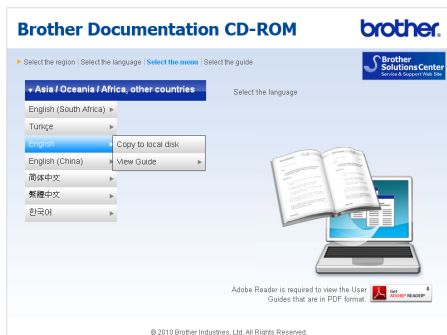 Brother Documentation CD-ROM
brother.
Select the region | Select the language | Select the menu | Select the guide
Brother
Solutions Center
Service & Support Web Site
Asia / Oceania / Africa, other countries
Select the language
English (South Africa)
Türkçe
English
Copy to local disk
English (China)
View Guide
简体中文
繁體中文
한국어
Adobe Reader is required to view the User
Guides that are in PDF format.
Get
ADOBE® READER®
© 2010 Brother Industries, Ltd. All Rights Reserved.